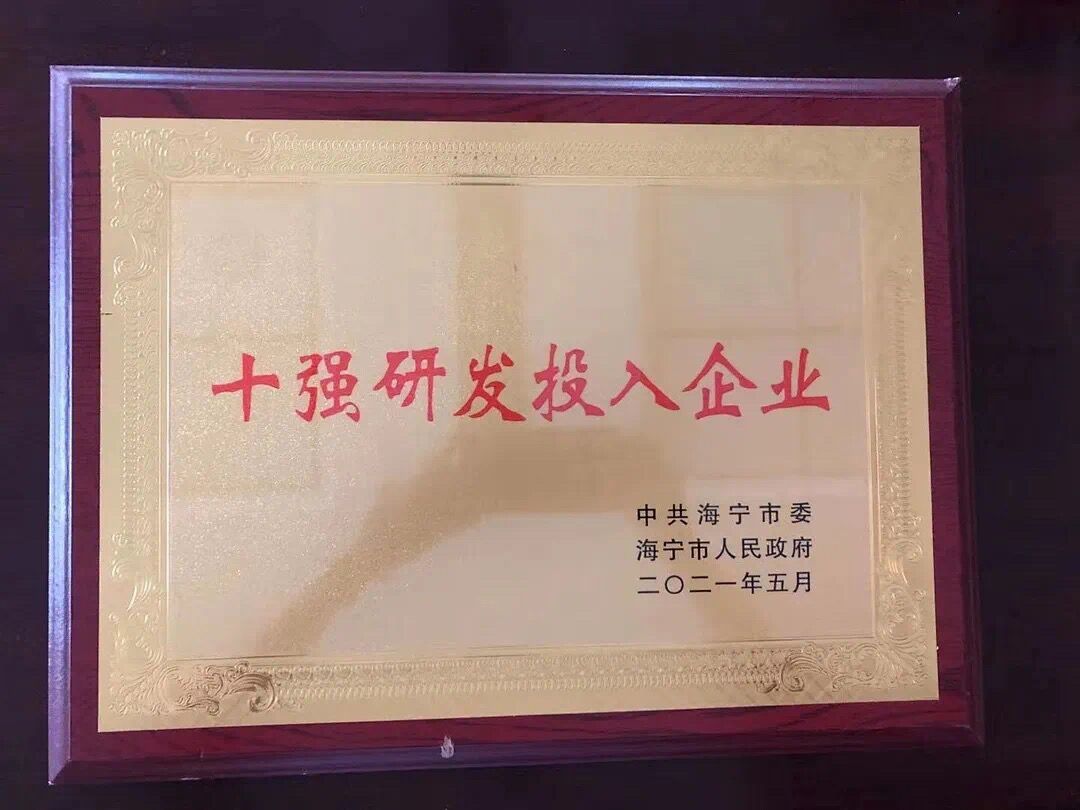 十强研发投入企业
中共海宁市委
海宁市人民政府
二〇二一年五月